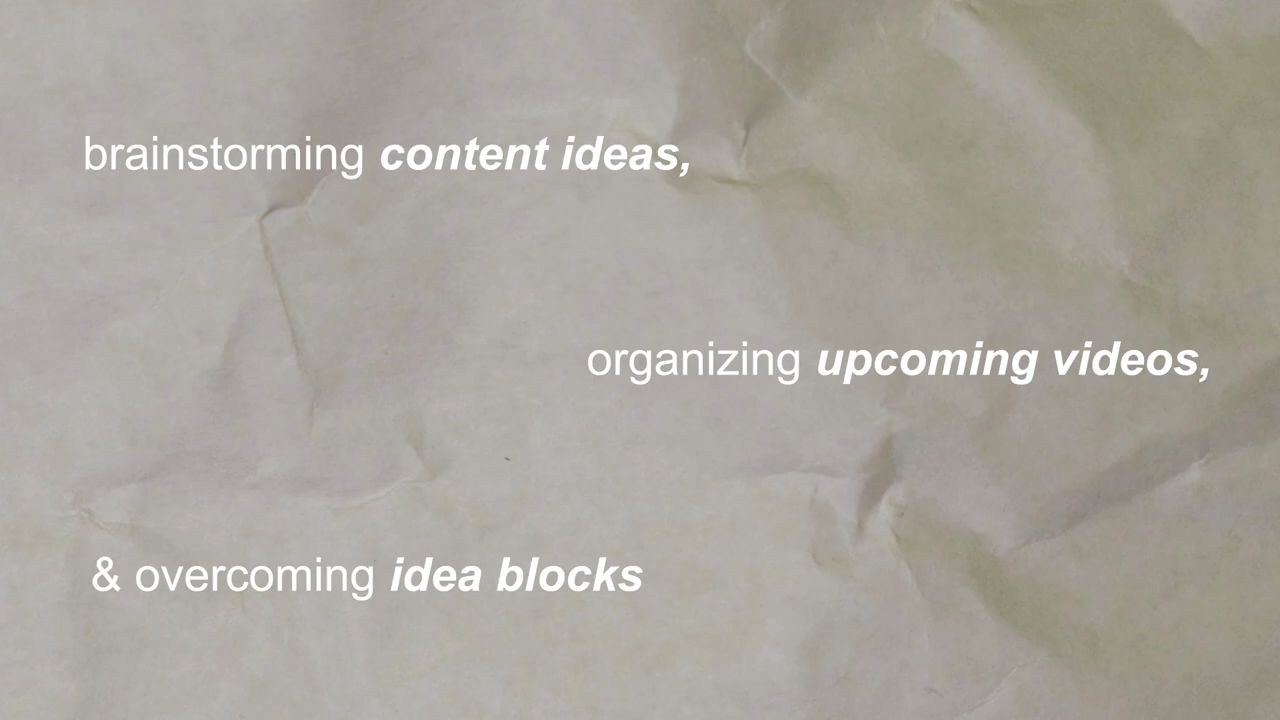 brainstorming content ideas,
organizing upcoming videos,
& overcoming idea blocks